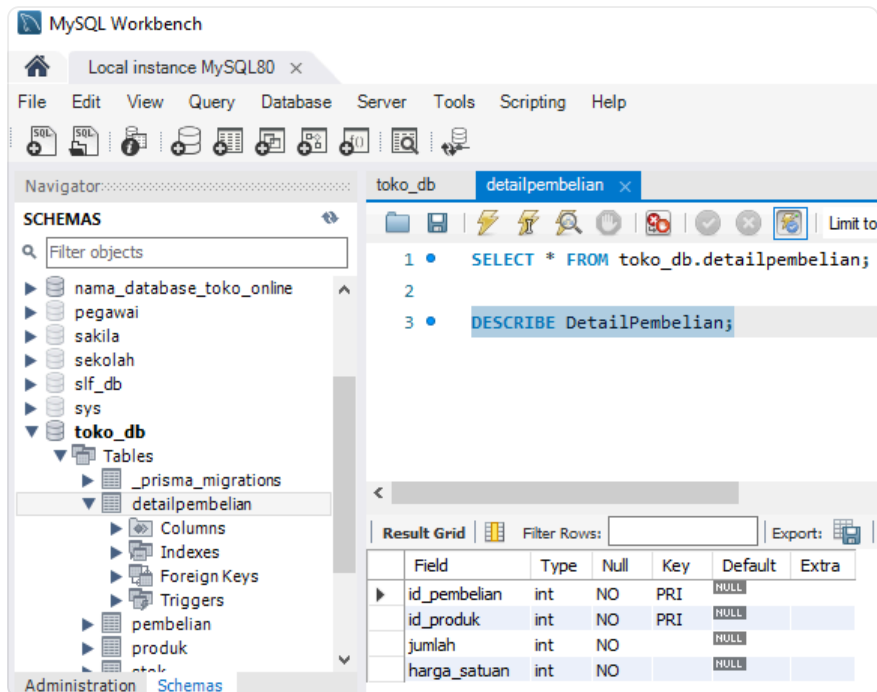 MySQL Workbench
Local instance MySQL80 ×
File Edit View Query Database Server Tools Scripting Help
Navigator
SCHEMAS
Filter objects
nama_database_toko_online
pegawai
sakila
sekolah
slf_db
sys
toko_db
Tables
_prisma_migrations
detailpembelian
Columns
Indexes
Foreign Keys
Triggers
pembelian
produk
Administration Schemas
toko_db detailpembelian ×
Limit to
1 SELECT * FROM toko_db.detailpembelian;
2
3 DESCRIBE DetailPembelian;
Result Grid Filter Rows: Export:
Field Type Null Key Default Extra
id_pembelian int NO PRI NULL
id_produk int NO PRI NULL
jumlah int NO NULL
harga_satuan int NO NULL